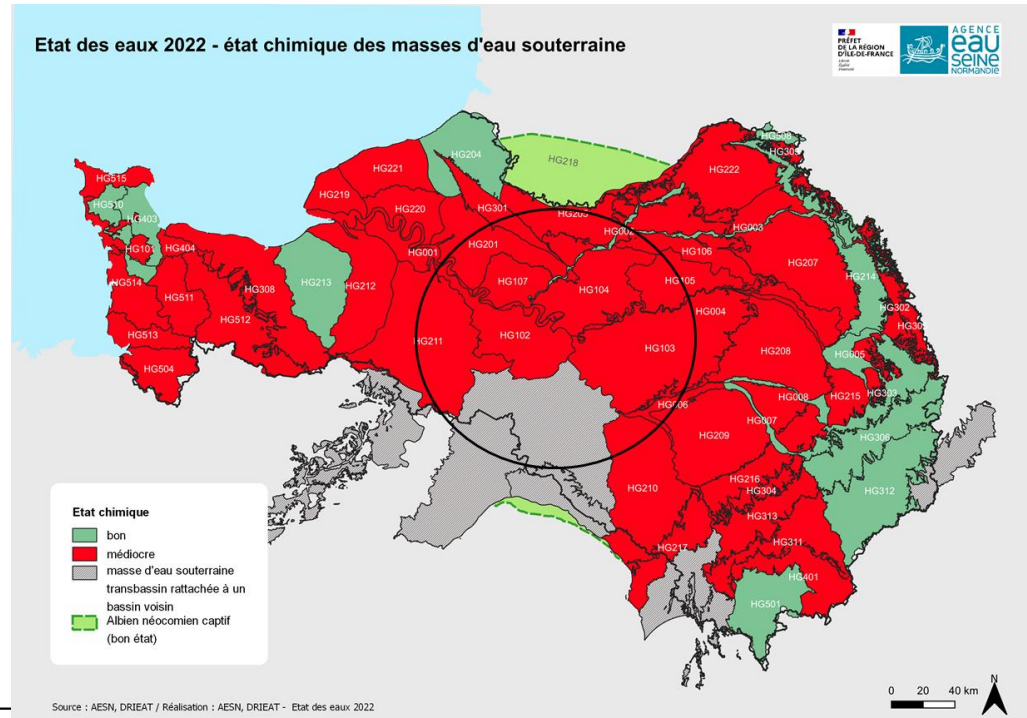 Etat des eaux 2022 - état chimique des masses d'eau souterraine
PRÉFET
DE LA RÉGION
D'ÎLE-DE-FRANCE
Liberté
Égalité
Fraternité
AGENCE
eau
SEINE
NORMANDIE
HG204
HG218
HG509
HG222
HG221
HG515
HG219
HG510
HG220
HG301
HG403
HG002
HG003
HG201
HG106
HG101
HG404
HG001
HG207
HG214
HG514
HG308
HG213
HG212
HG107
HG104
HG105
HG511
HG302
HG512
HG004
HG513
HG211
HG102
HG103
HG208
HG005
HG504
HG303
HG008
HG215
HG006
HG007
HG209
HG306
HG210
HG216
HG304
HG312
HG313
HG311
HG217
HG401
HG501
Etat chimique
bon
médiocre
masse d'eau souterraine
transbassin rattachée à un
bassin voisin
Albien néocomien captif
(bon état)
N
0 20 40 km
Source : AESN, DRIEAT / Réalisation : AESN, DRIEAT - Etat des eaux 2022